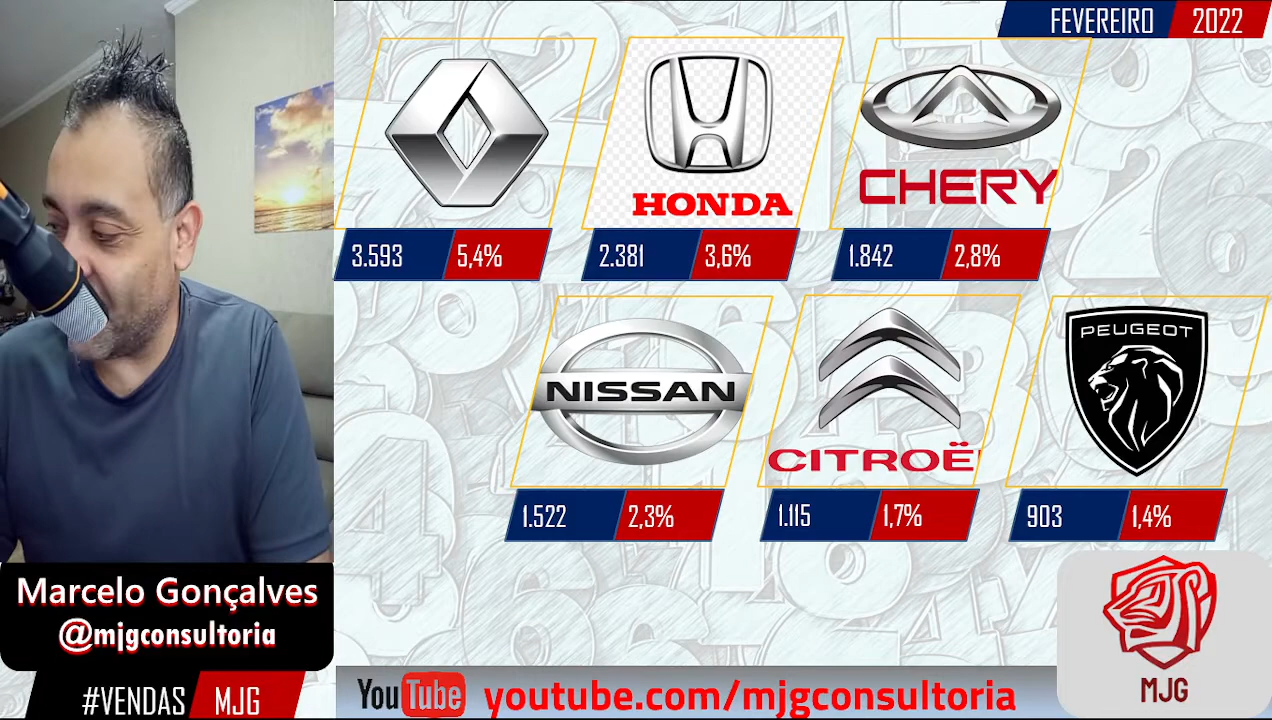 FEVEREIRO 2022
HONDA
CHERY
3.593 5,4%
2.381 3,6%
1.842 2,8%
NISSAN
CITROË
PEUGEOT
1.522 2,3%
1.115 1,7%
903 1,4%
Marcelo Gonçalves
@mjgconsultoria
#VENDAS MJG
YouTube youtube.com/mjgconsultoria
MJG